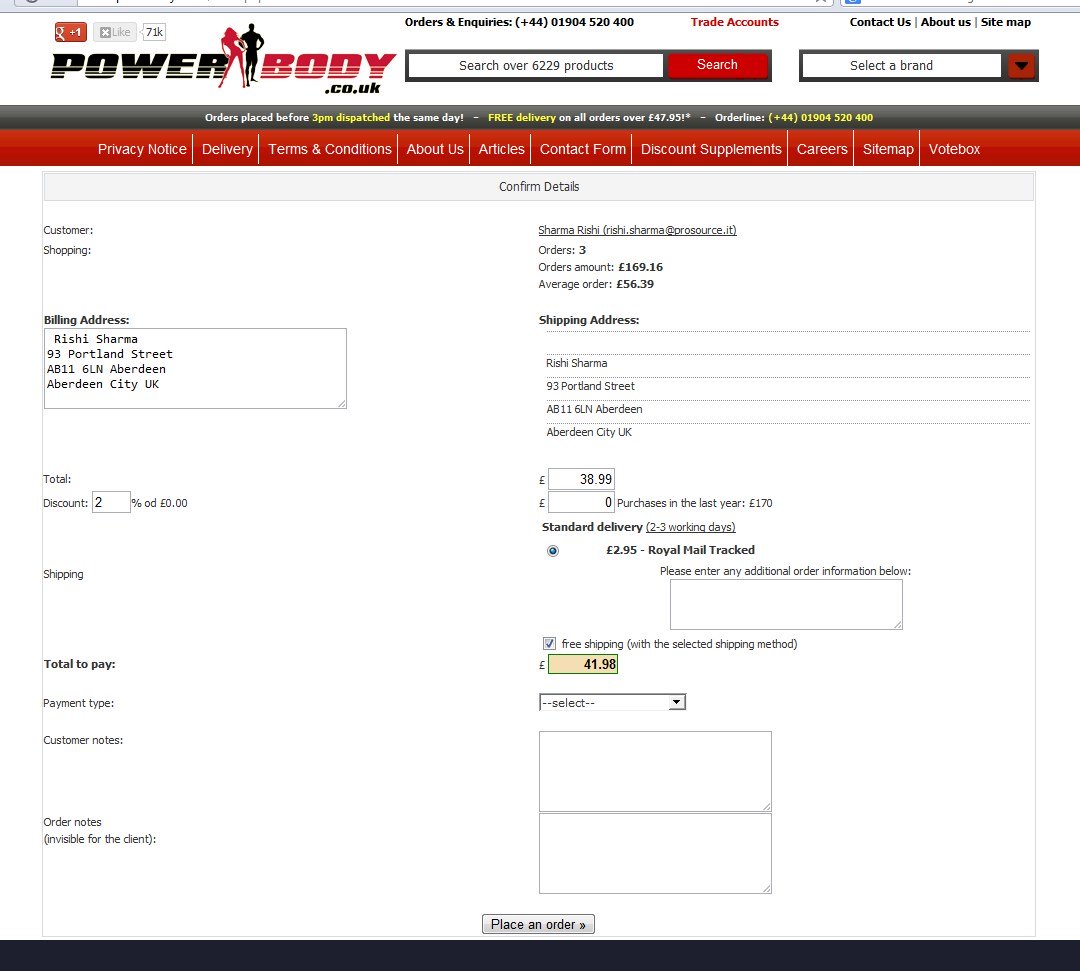 +1
Like
71k
POWER BODY
.co.uk
Orders & Enquiries: (+44) 01904 520 400
Trade Accounts
Contact Us | About us | Site map
Search over 6229 products
Search
Select a brand
Orders placed before 3pm dispatched the same day! – FREE delivery on all orders over £47.95!* – Orderline: (+44) 01904 520 400
Privacy Notice
Delivery
Terms & Conditions
About Us
Articles
Contact Form
Discount Supplements
Careers
Sitemap
Votebox
Confirm Details
Customer:
Sharma Rishi (rishi.sharma@prosource.it)
Shopping:
Orders: 3
Orders amount: £169.16
Average order: £56.39
Billing Address:
Rishi Sharma
93 Portland Street
AB11 6LN Aberdeen
Aberdeen City UK
Shipping Address:
Rishi Sharma
93 Portland Street
AB11 6LN Aberdeen
Aberdeen City UK
Total:
£ 38.99
Discount: 2 % od £0.00
£ 0 Purchases in the last year: £170
Standard delivery (2-3 working days)
£2.95 - Royal Mail Tracked
Shipping
Please enter any additional order information below:
free shipping (with the selected shipping method)
Total to pay:
£ 41.98
Payment type:
--select--
Customer notes:
Order notes
(invisible for the client):
Place an order »